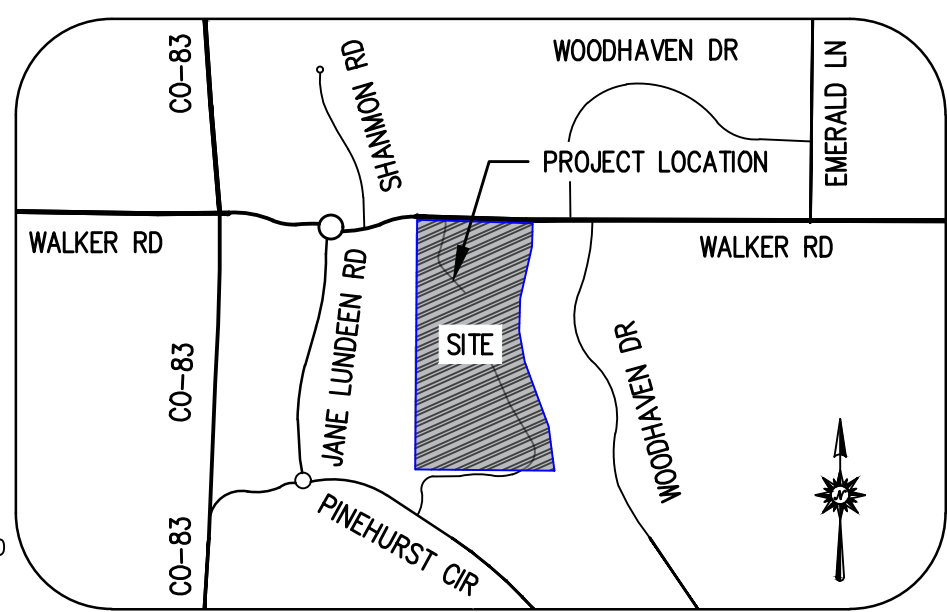 CO-83
SHANMON RD
WOODHAVEN DR
EMERALD LN
PROJECT LOCATION
WALKER RD
WALKER RD
JANE LUNDEEN RD
SITE
CO-83
WOODHAVEN DR
N
PINEHURST CIR
CO-83